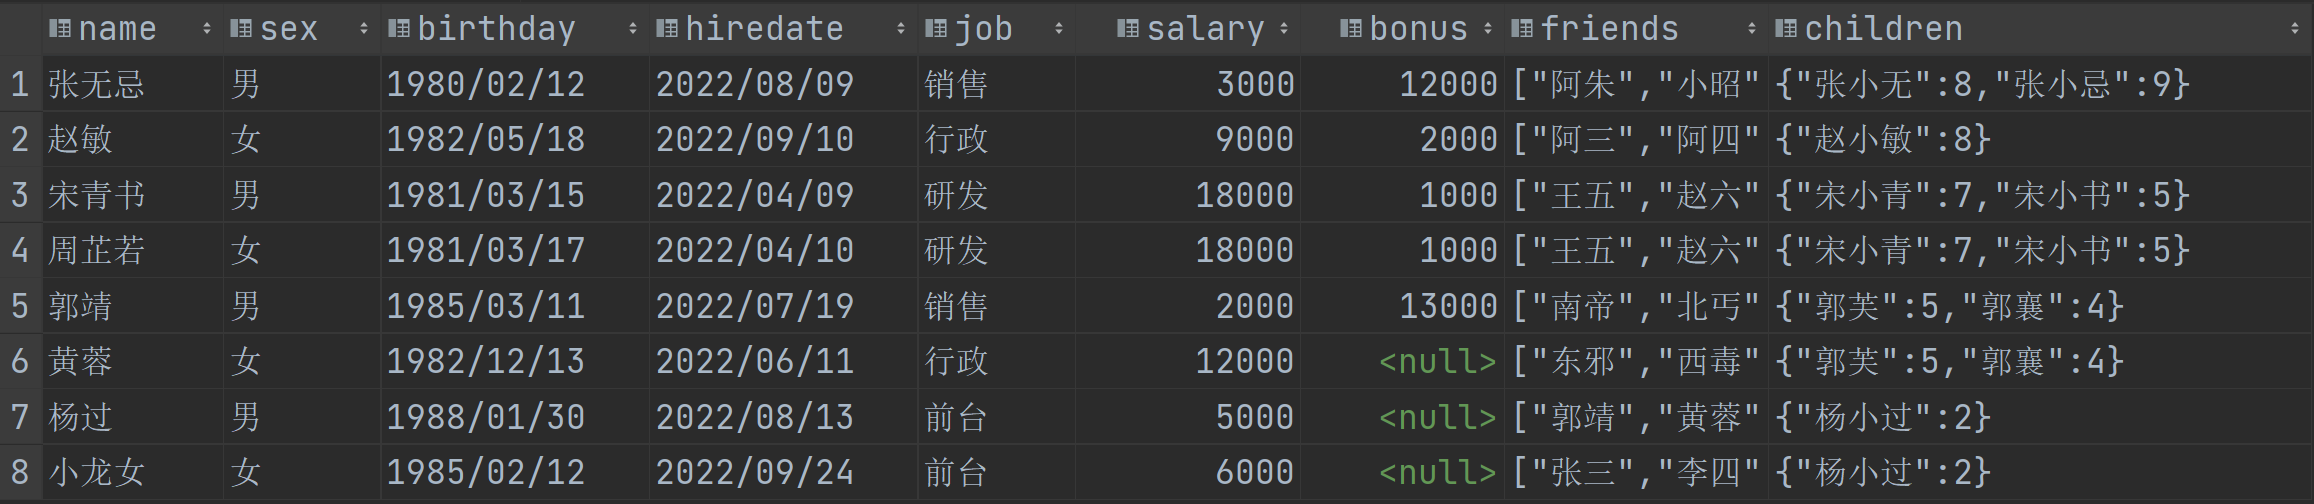 name sex birthday hiredate job salary bonus friends children
1 张无忌 男 1980/02/12 2022/08/09 销售 3000 12000 ["阿朱","小昭" {"张小无":8,"张小忌":9}
2 赵敏 女 1982/05/18 2022/09/10 行政 9000 2000 ["阿三","阿四" {"赵小敏":8}
3 宋青书 男 1981/03/15 2022/04/09 研发 18000 1000 ["王五","赵六" {"宋小青":7,"宋小书":5}
4 周芷若 女 1981/03/17 2022/04/10 研发 18000 1000 ["王五","赵六" {"宋小青":7,"宋小书":5}
5 郭靖 男 1985/03/11 2022/07/19 销售 2000 13000 ["南帝","北丐" {"郭芙":5,"郭襄":4}
6 黄蓉 女 1982/12/13 2022/06/11 行政 12000 <null> ["东邪","西毒" {"郭芙":5,"郭襄":4}
7 杨过 男 1988/01/30 2022/08/13 前台 5000 <null> ["郭靖","黄蓉" {"杨小过":2}
8 小龙女 女 1985/02/12 2022/09/24 前台 6000 <null> ["张三","李四" {"杨小过":2}